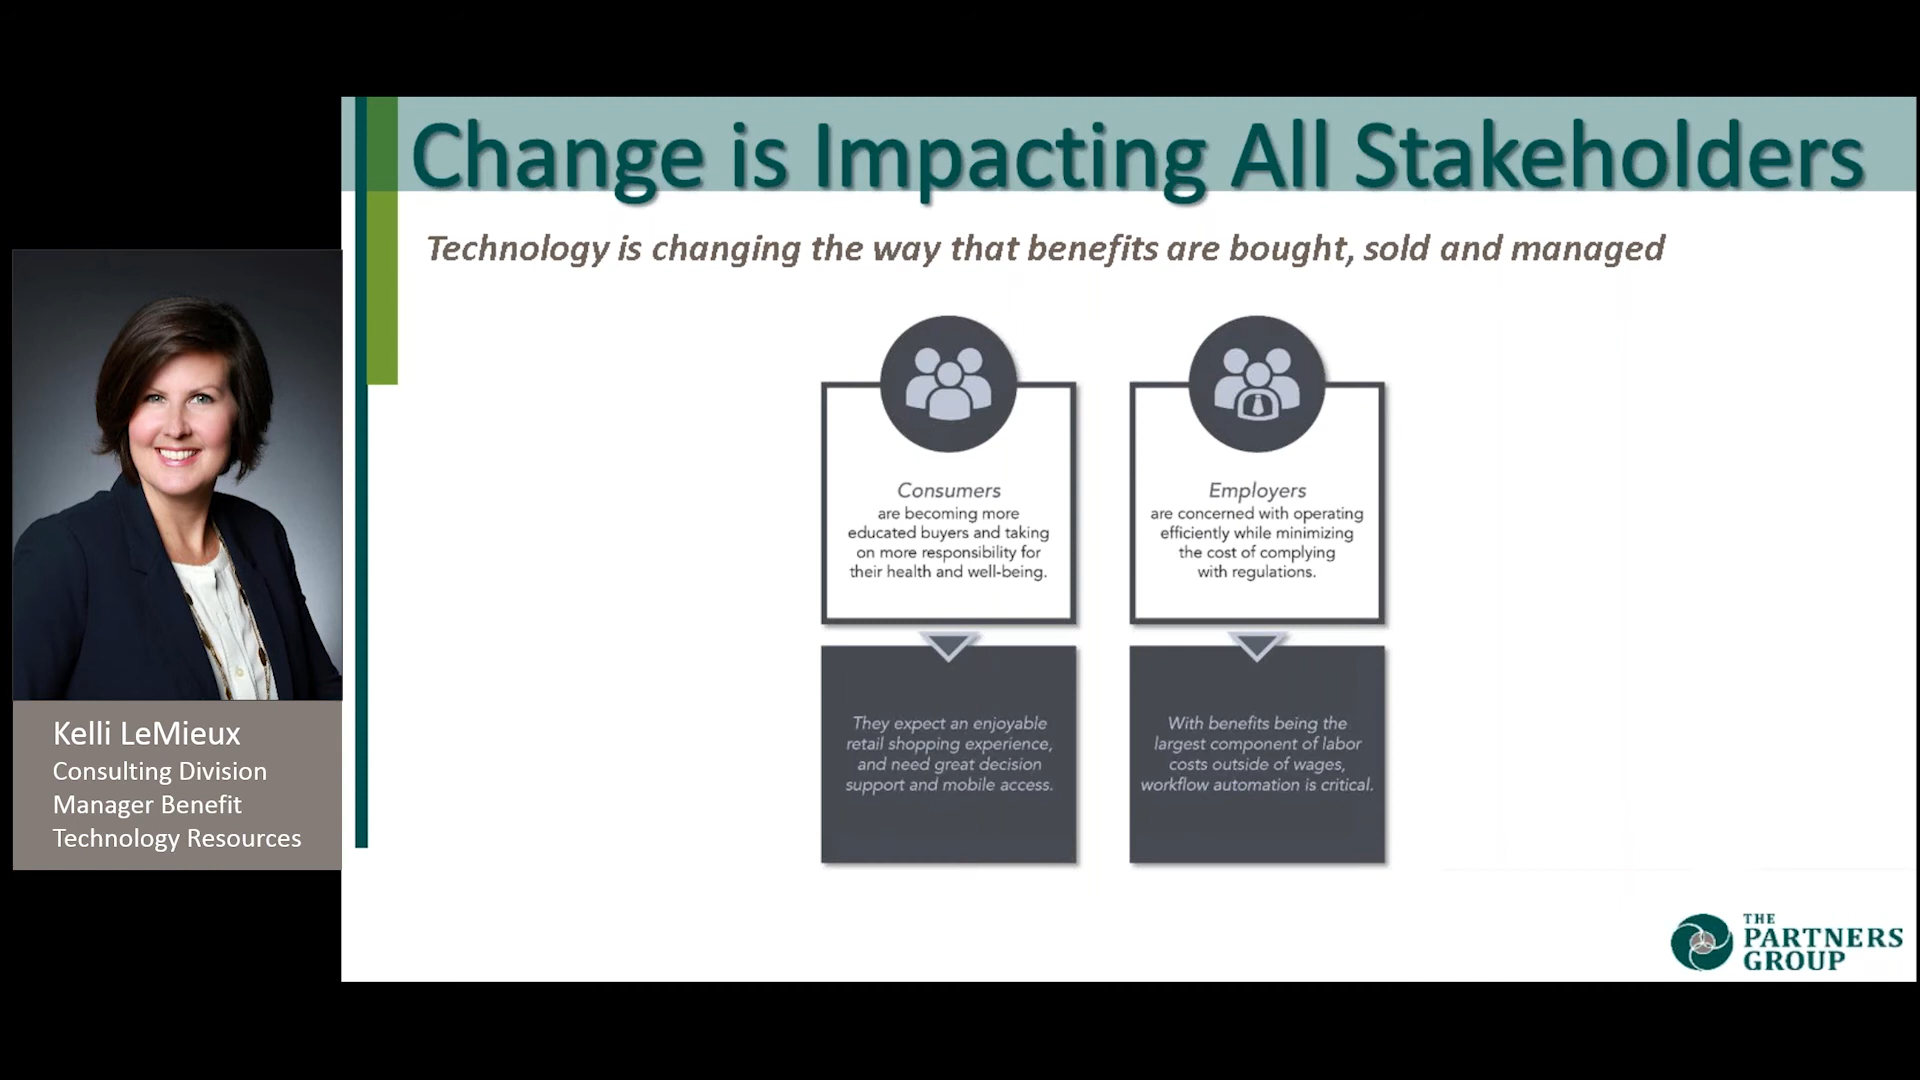 Change is Impacting All Stakeholders
Technology is changing the way that benefits are bought, sold and managed
Consumers
are becoming more
educated buyers and taking
on more responsibility for
their health and well-being.
They expect an enjoyable
retail shopping experience,
and need great decision
support and mobile access.
Employers
are concerned with operating
efficiently while minimizing
the cost of complying
with regulations.
With benefits being the
largest component of labor
costs outside of wages,
workflow automation is critical.
Kelli LeMieux
Consulting Division
Manager Benefit
Technology Resources
THE
PARTNERS
GROUP